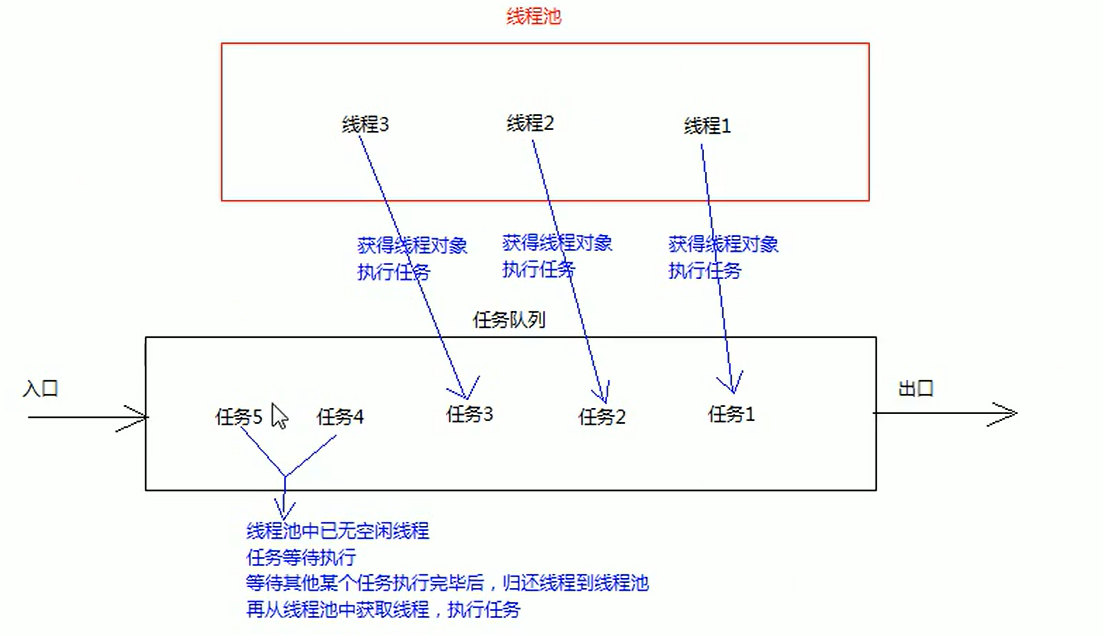 线程池
线程3
线程2
线程1
获得线程对象
执行任务
获得线程对象
执行任务
获得线程对象
执行任务
任务队列
入口
出口
任务5
任务4
任务3
任务2
任务1
线程池中已无空闲线程
任务等待执行
等待其他某个任务执行完毕后，归还线程到线程池
再从线程池中获取线程，执行任务